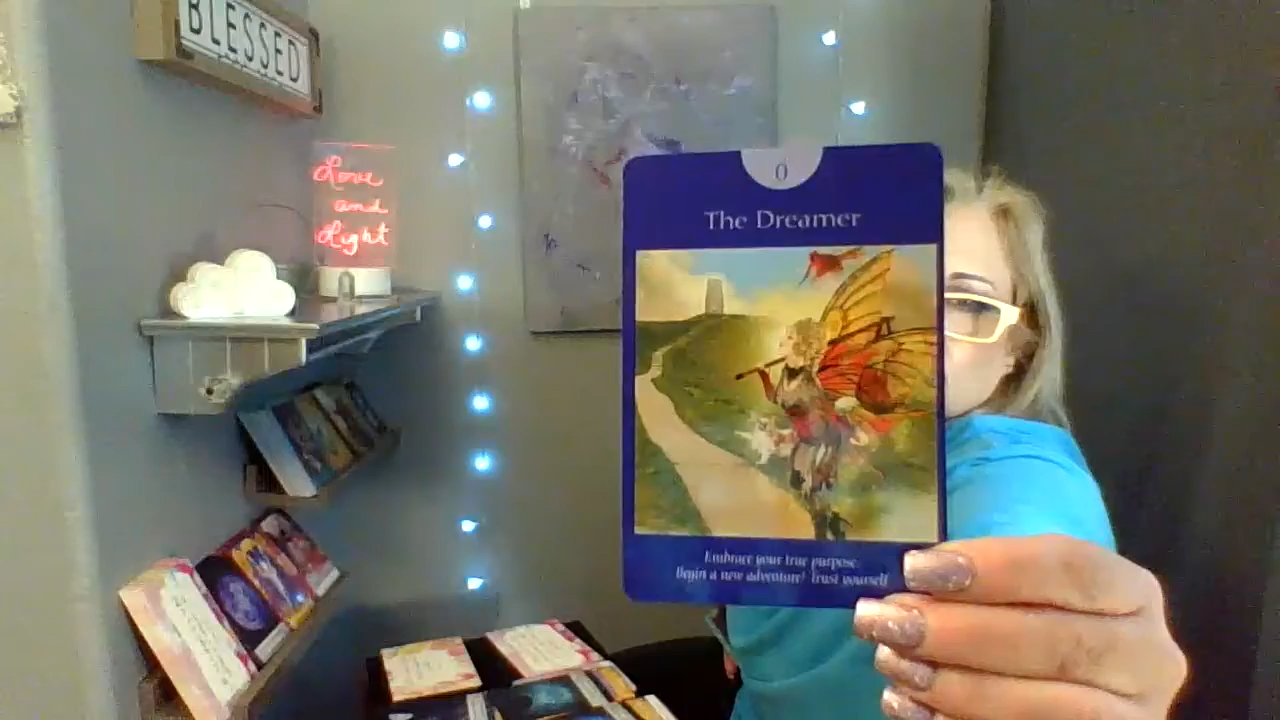 BLESSED
Love
and
Light
0
The Dreamer
Embrace your true purpose.
Begin a new adventure! Trust yourself